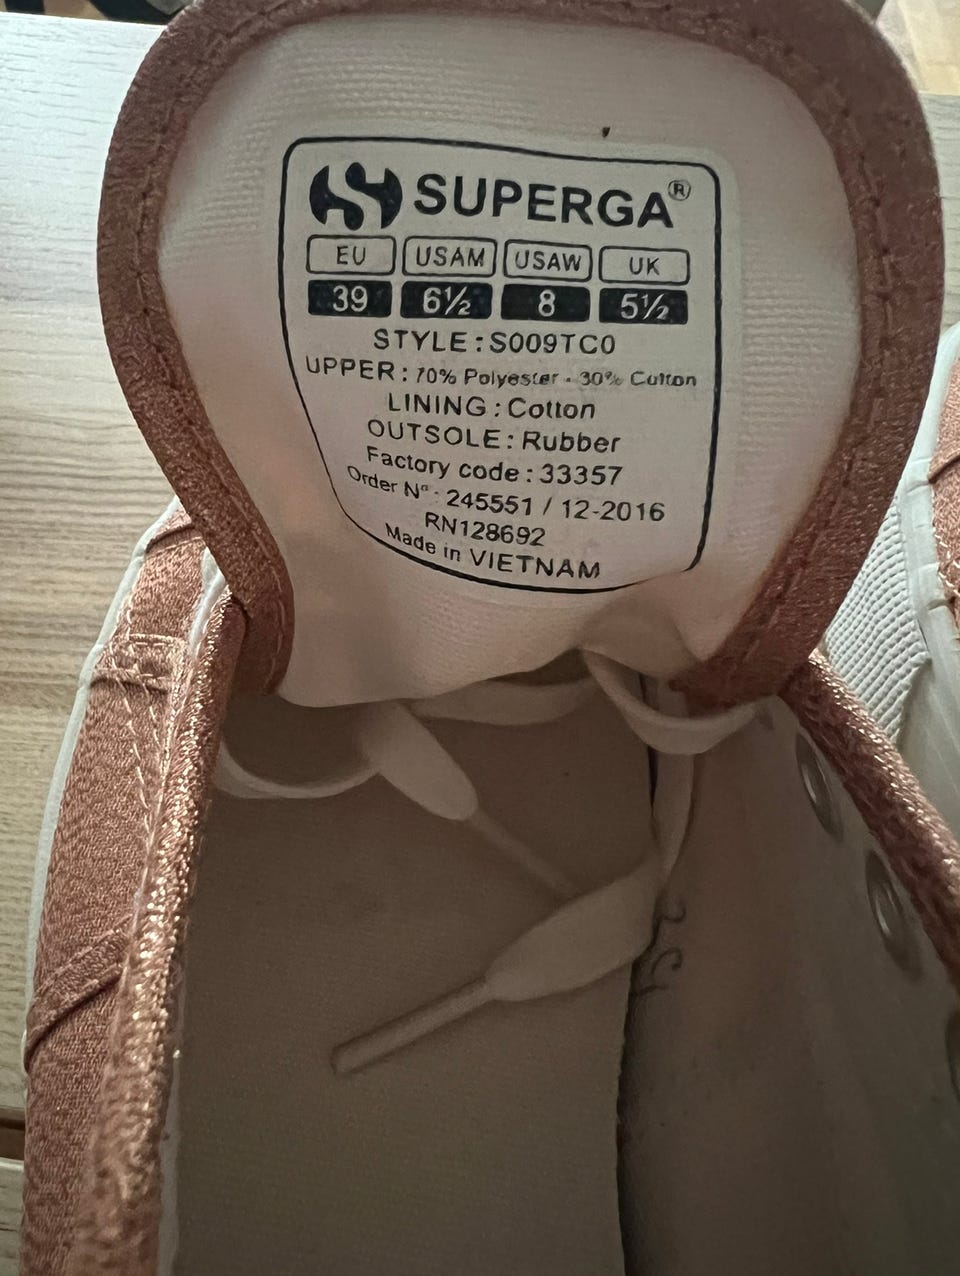 SUPERGA®
EU USAM USAW UK
39 6½ 8 5½
STYLE : S009TC0
UPPER : 70% Polyester - 30% Cotton
LINING : Cotton
OUTSOLE : Rubber
Factory code : 33357
Order Nº : 245551 / 12-2016
RN128692
Made in VIETNAM